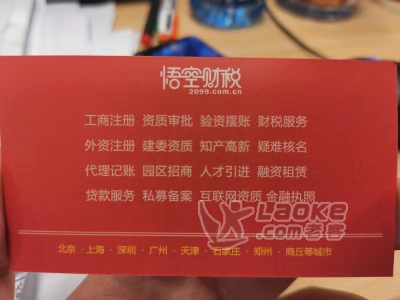 悟空财税
2099.com.cn
工商注册 资质审批 验资摆账 财税服务
外资注册 建委资质 知产高新 疑难核名
代理记账 园区招商 人才引进 融资租赁
贷款服务 私募备案 互联网资质 金融执照
Laoke
.com老客
北京·上海·深圳·广州·天津·石家庄·郑州·商丘等城市